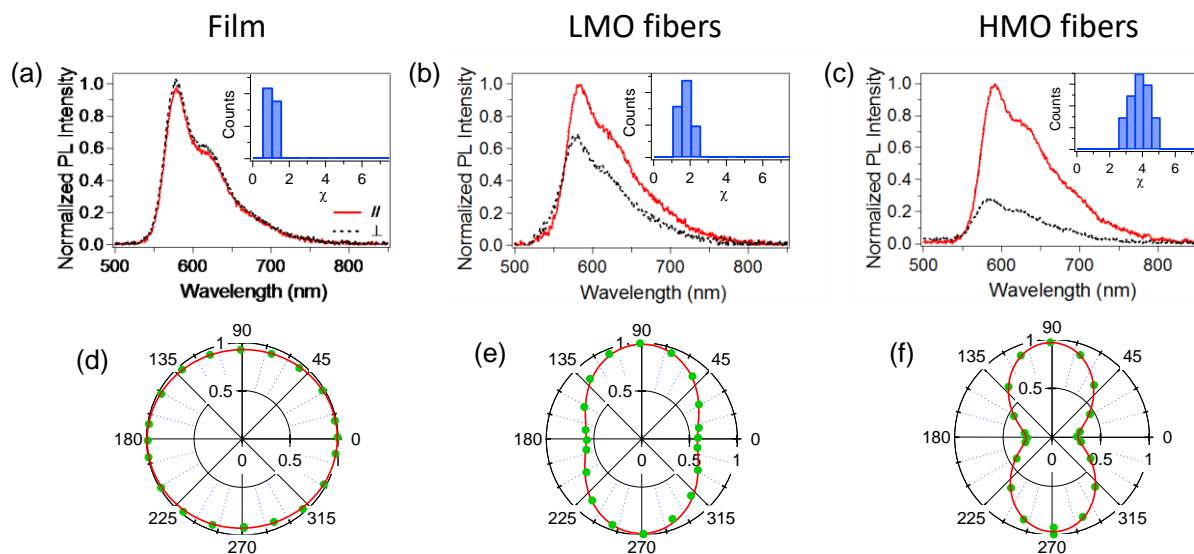 Film
LMO fibers
HMO fibers
(a)
Normalized PL Intensity
1.0
0.8
0.6
0.4
0.2
0.0
500
600
700
800
Wavelength (nm)
Counts
0 2 4 6
χ
//
⊥
(b)
Normalized PL Intensity
1.0
0.8
0.6
0.4
0.2
0.0
500
600
700
800
Wavelength (nm)
Counts
0 2 4 6
χ
(c)
Normalized PL Intensity
1.0
0.8
0.6
0.4
0.2
0.0
500
600
700
800
Wavelength (nm)
Counts
0 2 4 6
χ
(d)
90
135
1
45
0.5
180
0
0 0.5 1
225
315
270
(e)
90
135
1
45
0.5
180
0
0 0.5 1
225
315
270
(f)
90
135
1
45
0.5
180
0
0 0.5 1
225
315
270